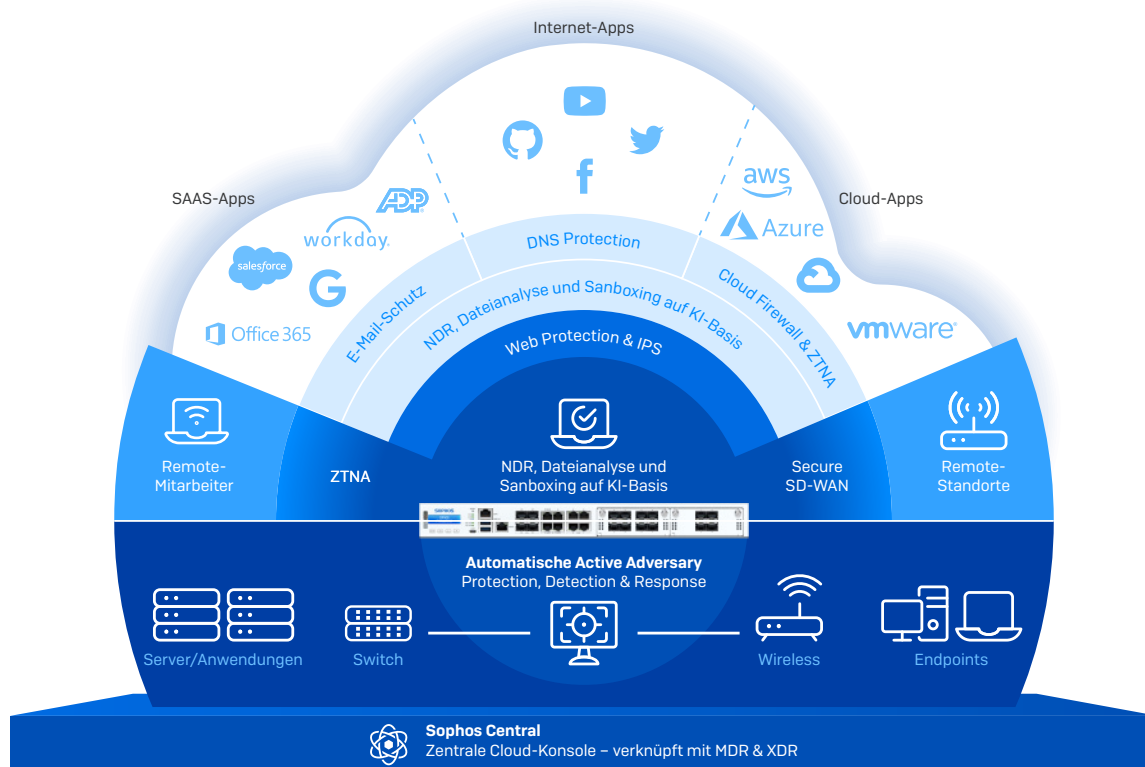 Internet-Apps
SAAS-Apps
Cloud-Apps
ADP
workday.
salesforce
G
Office 365
f
aws
Azure
vmware
DNS Protection
E-Mail-Schutz
Cloud Firewall & ZTNA
NDR, Dateianalyse und Sanboxing auf KI-Basis
Web Protection & IPS
Remote-
Mitarbeiter
ZTNA
NDR, Dateianalyse und
Sanboxing auf KI-Basis
Secure
SD-WAN
Remote-
Standorte
SOPHOS
Automatische Active Adversary
Protection, Detection & Response
Server/Anwendungen
Switch
Wireless
Endpoints
Sophos Central
Zentrale Cloud-Konsole – verknüpft mit MDR & XDR